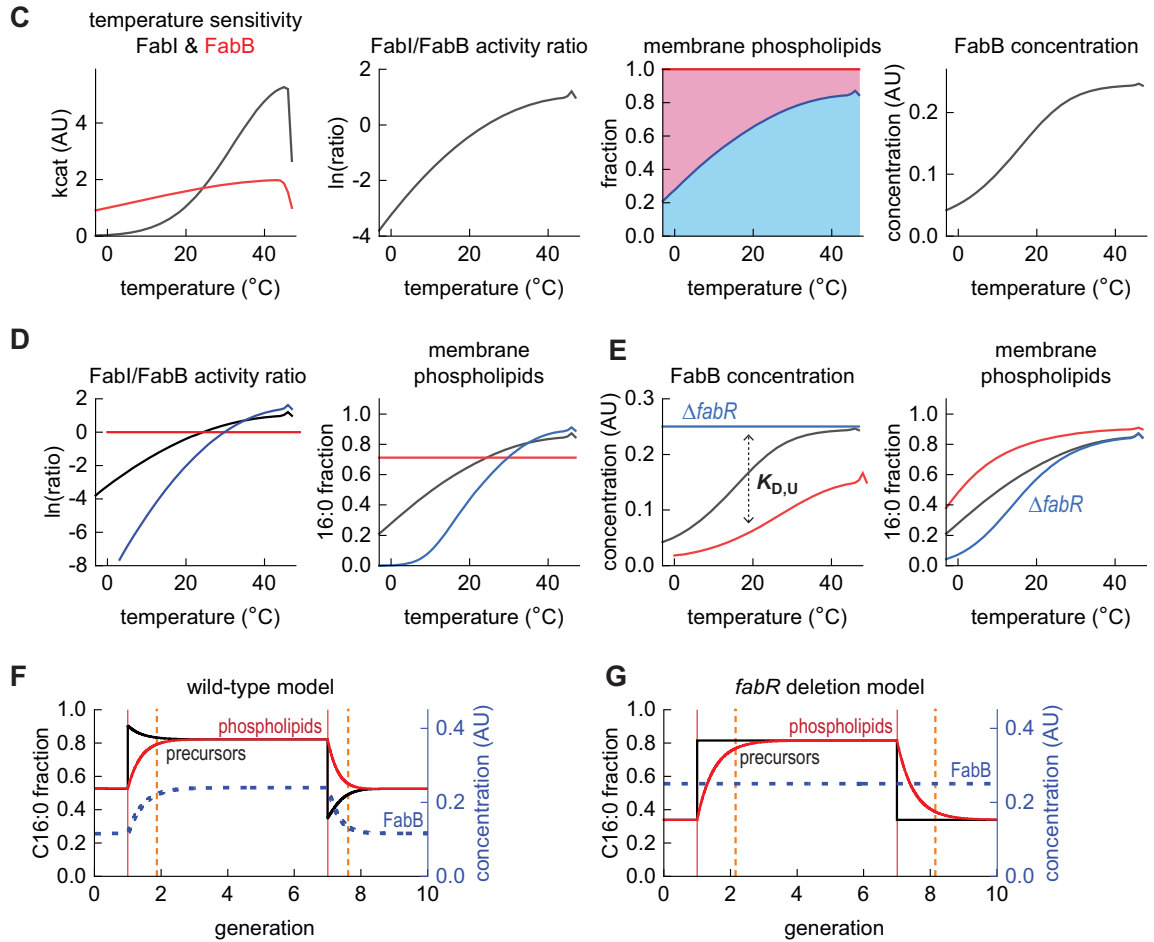 C
temperature sensitivity
FabI & FabB
kcat (AU)
4
2
0
0
20
40
temperature (°C)
FabI/FabB activity ratio
ln(ratio)
2
0
-2
-4
0
20
40
temperature (°C)
membrane phospholipids
fraction
1.0
0.8
0.6
0.4
0.2
0.0
0
20
40
temperature (°C)
FabB concentration
concentration (AU)
0.2
0.1
0.0
0
20
40
temperature (°C)
D
FabI/FabB activity ratio
ln(ratio)
2
0
-2
-4
-6
-8
0
20
40
temperature (°C)
membrane
phospholipids
16:0 fraction
1.0
0.8
0.6
0.4
0.2
0.0
0
20
40
temperature (°C)
E
FabB concentration
concentration (AU)
0.3
0.2
0.1
0.0
ΔfabR
KD,U
0
20
40
temperature (°C)
membrane
phospholipids
16:0 fraction
1.0
0.8
0.6
0.4
0.2
0.0
ΔfabR
0
20
40
temperature (°C)
F
wild-type model
C16:0 fraction
1.0
0.8
0.6
0.4
0.2
0.0
phospholipids
precursors
FabB
0.4
0.2
0.0
concentration (AU)
0
2
4
6
8
10
generation
G
fabR deletion model
C16:0 fraction
1.0
0.8
0.6
0.4
0.2
0.0
phospholipids
precursors
FabB
0.4
0.2
0.0
concentration (AU)
0
2
4
6
8
10
generation